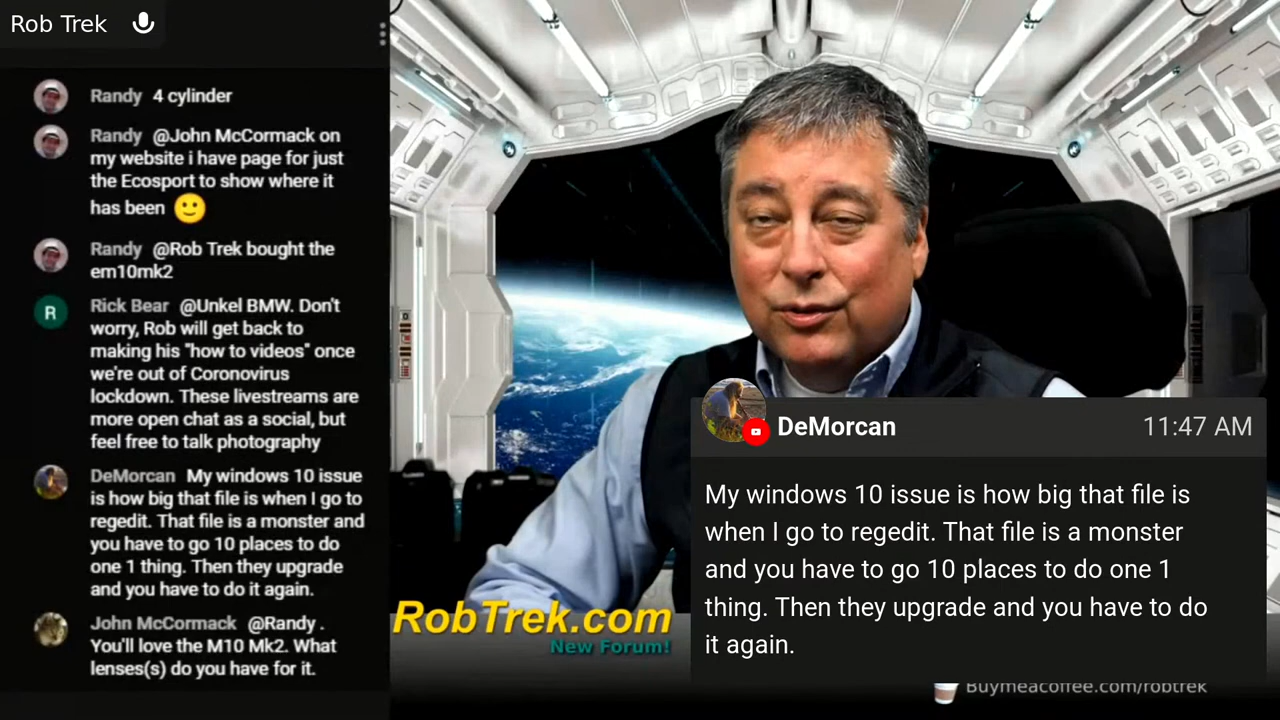 Rob Trek
Randy 4 cylinder
Randy @John McCormack on
my website i have page for just
the Ecosport to show where it
has been
Randy @Rob Trek bought the
em10mk2
R
Rick Bear @Unkel BMW. Don't
worry, Rob will get back to
making his "how to videos" once
we're out of Coronovirus
lockdown. These livestreams are
more open chat as a social, but
feel free to talk photography
DeMorcan My windows 10 issue
is how big that file is when I go to
regedit. That file is a monster and
you have to go 10 places to do
one 1 thing. Then they upgrade
and you have to do it again.
John McCormack @Randy .
You'll love the M10 Mk2. What
lenses(s) do you have for it.
RobTrek.com
New Forum!
DeMorcan 11:47 AM
My windows 10 issue is how big that file is
when I go to regedit. That file is a monster
and you have to go 10 places to do one 1
thing. Then they upgrade and you have to do
it again.
Buymeacoffee.com/robtrek